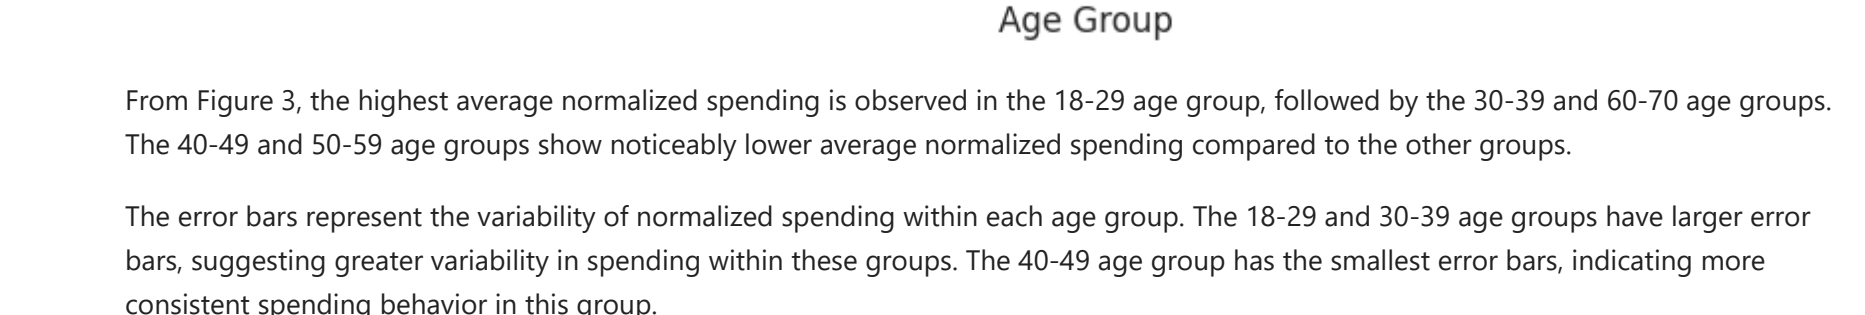 Age Group
From Figure 3, the highest average normalized spending is observed in the 18-29 age group, followed by the 30-39 and 60-70 age groups.
The 40-49 and 50-59 age groups show noticeably lower average normalized spending compared to the other groups.
The error bars represent the variability of normalized spending within each age group. The 18-29 and 30-39 age groups have larger error
bars, suggesting greater variability in spending within these groups. The 40-49 age group has the smallest error bars, indicating more
consistent spending behavior in this group.